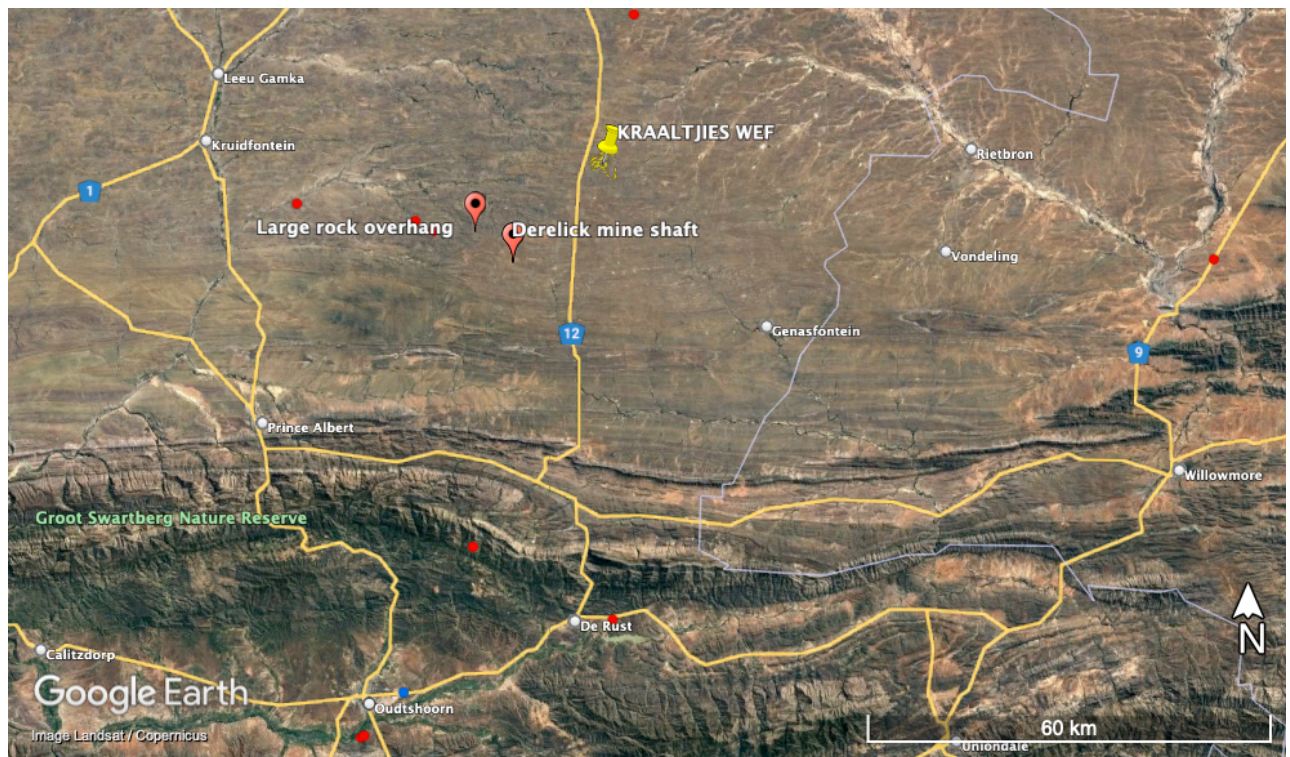 Leeu Gamka
KRAALTJIES WEF
Kruidfontein
Rietbron
1
Large rock overhang
Derelick mine shaft
Vondeling
12
Genasfontein
9
Prince Albert
Willowmore
Groot Swartberg Nature Reserve
De Rust
N
Calitzdorp
Google Earth
Oudtshoorn
60 km
Image Landsat / Copernicus
Uniondale